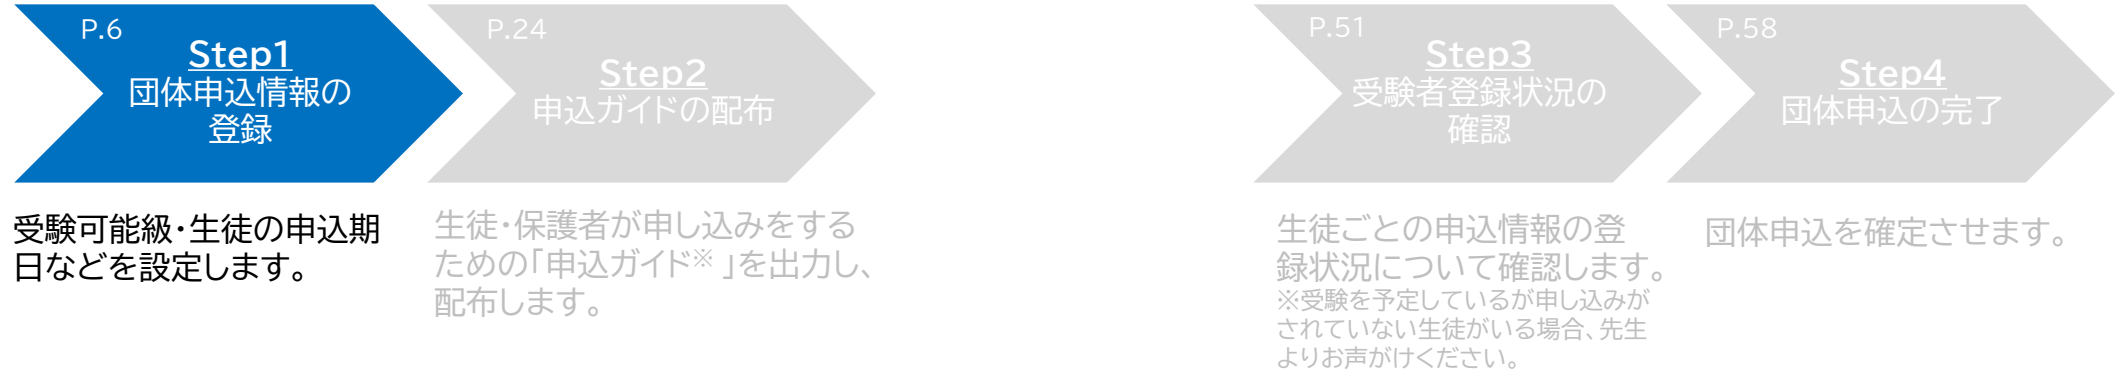 P.6
Step1
団体申込情報の
登録
受験可能級・生徒の申込期
日などを設定します。
P.24
Step2
申込ガイドの配布
生徒・保護者が申し込みをする
ための「申込ガイド※」を出力し、
配布します。
P.51
Step3
受験者登録状況の
確認
生徒ごとの申込情報の登
録状況について確認します。
※受験を予定しているが申し込みが
されていない生徒がいる場合、先生
よりお声がけください。
P.58
Step4
団体申込の完了
団体申込を確定させます。